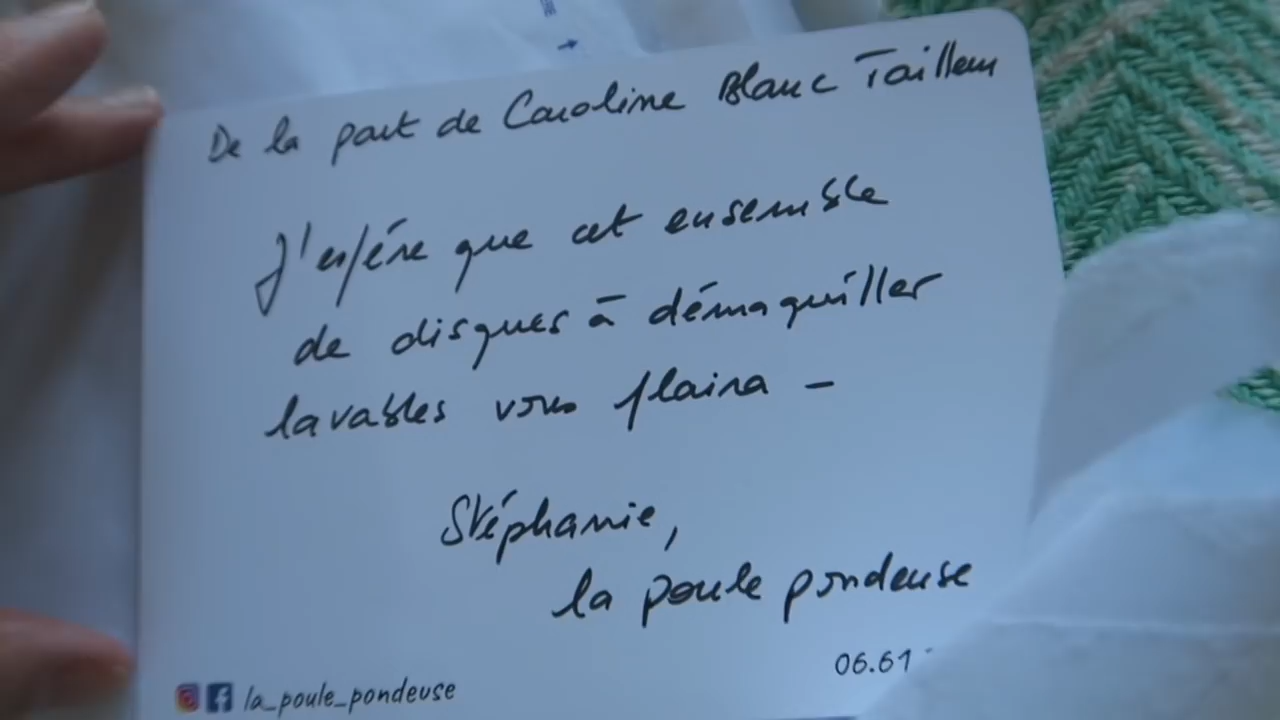 De la part de Caroline Blanc Tailleur
J'espère que cet ensemble
de disques à démaquiller
lavables vous plaira -
Stéphanie,
la poule pondeuse
06.61
la_poule_pondeuse